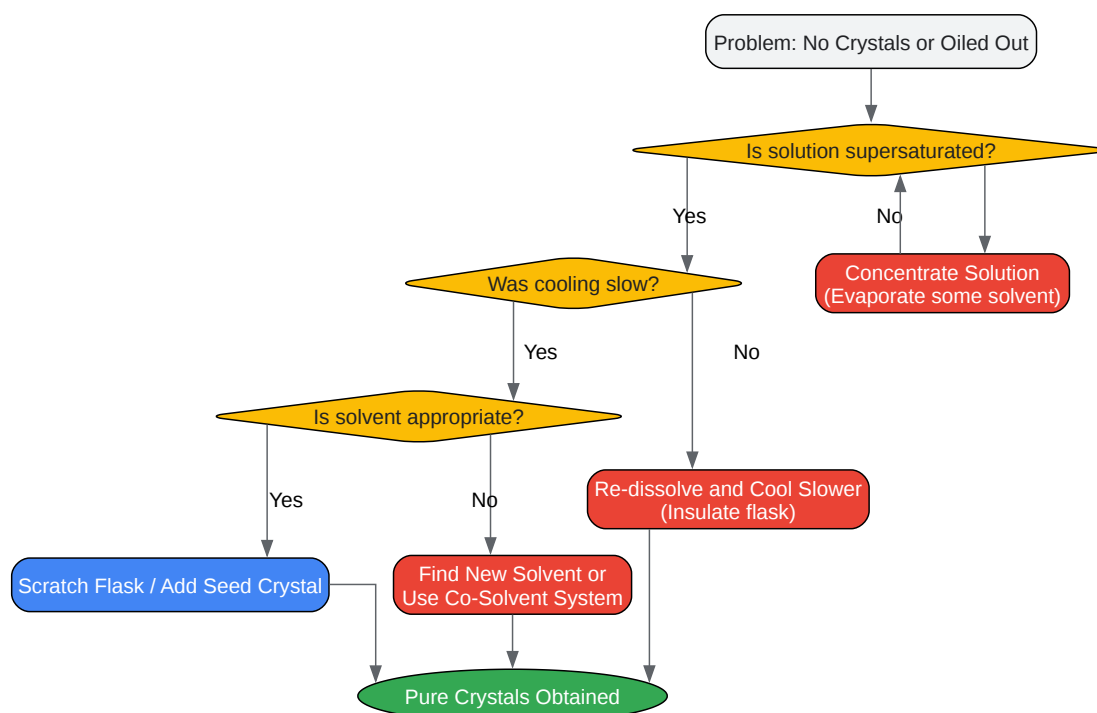 Problem: No Crystals or Oiled Out
Is solution supersaturated?
Yes
No
Concentrate Solution
(Evaporate some solvent)
Was cooling slow?
Yes
No
Is solvent appropriate?
Yes
No
Re-dissolve and Cool Slower
(Insulate flask)
Scratch Flask / Add Seed Crystal
Find New Solvent or
Use Co-Solvent System
Pure Crystals Obtained